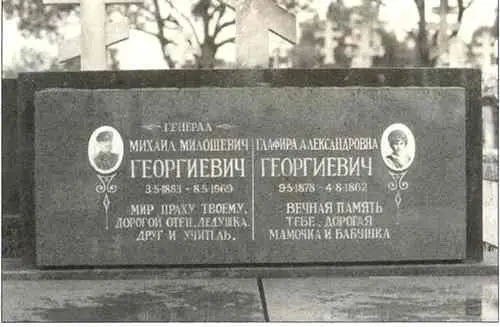 ГЕНЕРАЛ
МИХАИЛ МИЛОШЕВИЧ
ГЕОРГИЕВИЧ
3·5·1883 - 8·5·1969
МИР ПРАХУ ТВОЕМУ,
ДОРОГОЙ ОТЕЦ, ДЕДУШКА,
ДРУГ И УЧИТЕЛЬ.
ГЛАФИРА АЛЕКСАНДРОВНА
ГЕОРГИЕВИЧ
9·5·1878 - 4·8·1862
ВЕЧНАЯ ПАМЯТЬ
ТЕБЕ, ДОРОГАЯ
МАМОЧКА И БАБУШКА